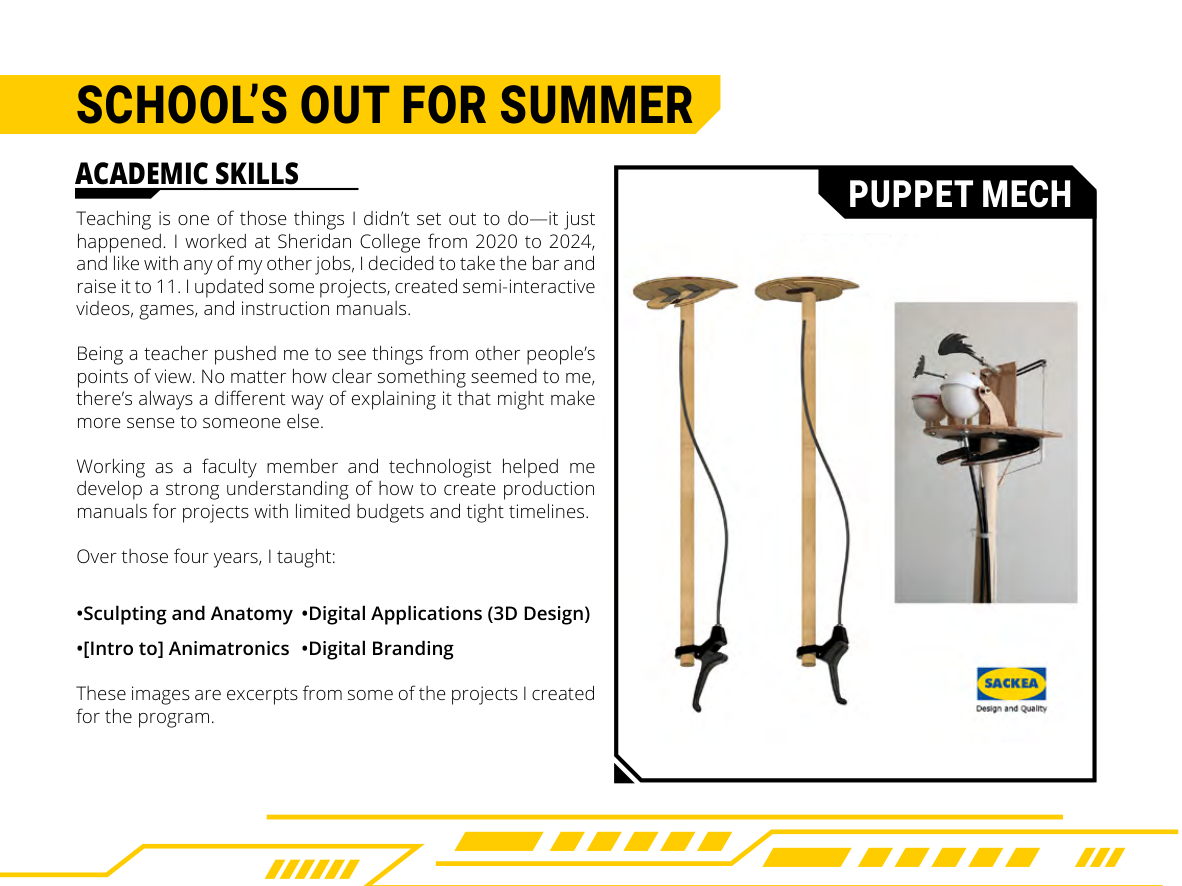 SCHOOL’S OUT FOR SUMMER
ACADEMIC SKILLS
Teaching is one of those things I didn’t set out to do—it just
happened. I worked at Sheridan College from 2020 to 2024,
and like with any of my other jobs, I decided to take the bar and
raise it to 11. I updated some projects, created semi-interactive
videos, games, and instruction manuals.
Being a teacher pushed me to see things from other people’s
points of view. No matter how clear something seemed to me,
there’s always a different way of explaining it that might make
more sense to someone else.
Working as a faculty member and technologist helped me
develop a strong understanding of how to create production
manuals for projects with limited budgets and tight timelines.
Over those four years, I taught:
•Sculpting and Anatomy •Digital Applications (3D Design)
•[Intro to] Animatronics •Digital Branding
These images are excerpts from some of the projects I created
for the program.
PUPPET MECH
SACKEA
Design and Quality